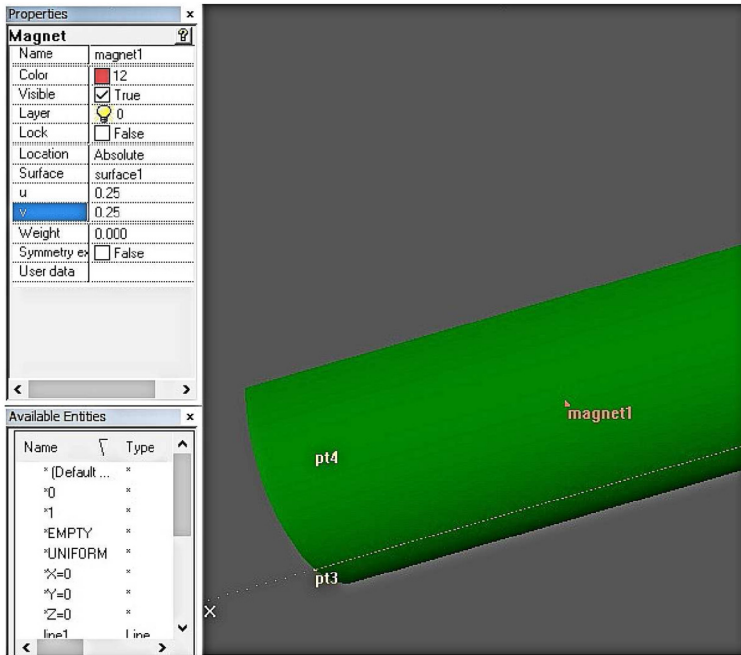 Properties x
Magnet ?
Name magnet1
Color 12
Visible True
Layer 0
Lock False
Location Absolute
Surface surface1
u 0.25
v 0.25
Weight 0.000
Symmetry ex False
User data
Available Entities x
Name Type
*(Default ... *
*0 *
*1 *
*EMPTY *
*UNIFORM *
*X=0 *
*Y=0 *
*Z=0 *
line1 Line
magnet1
pt4
pt3
X